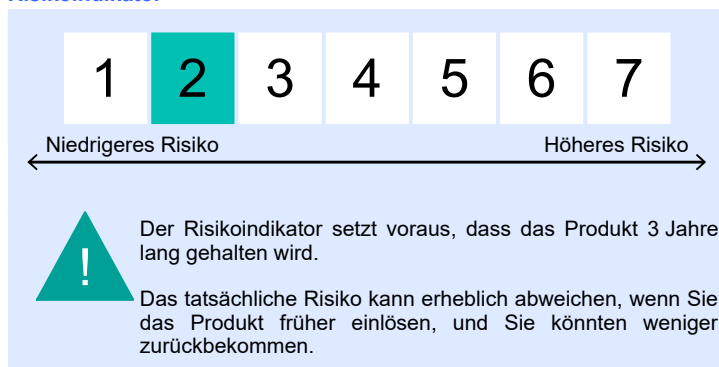 Risikoindikator
1 2 3 4 5 6 7
Niedrigeres Risiko Höheres Risiko
!
Der Risikoindikator setzt voraus, dass das Produkt 3 Jahre
lang gehalten wird.
Das tatsächliche Risiko kann erheblich abweichen, wenn Sie
das Produkt früher einlösen, und Sie könnten weniger
zurückbekommen.